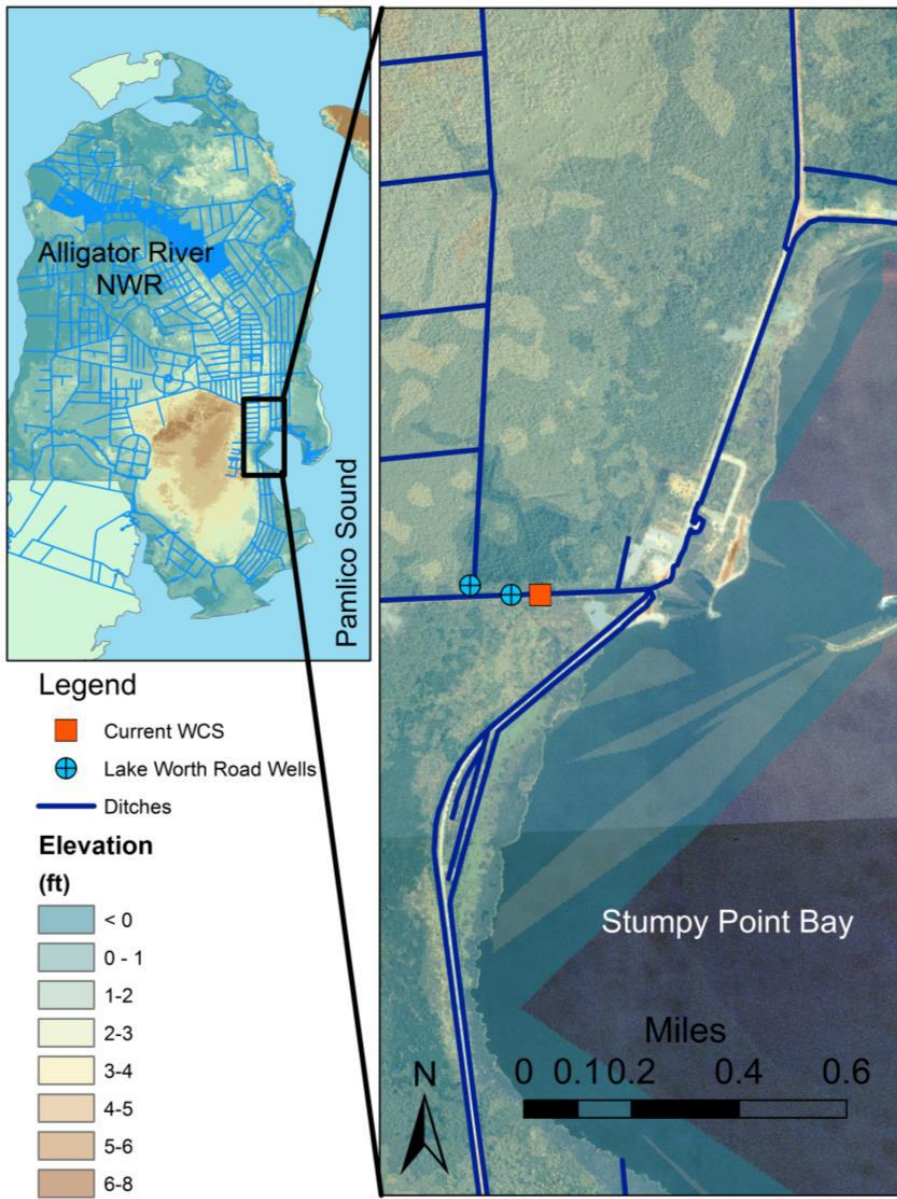 Alligator River
NWR
Pamlico Sound
Legend
Current WCS
Lake Worth Road Wells
Ditches
Elevation
(ft)
< 0
0 - 1
1-2
2-3
3-4
4-5
5-6
6-8
Stumpy Point Bay
Miles
N
0 0.1 0.2 0.4 0.6